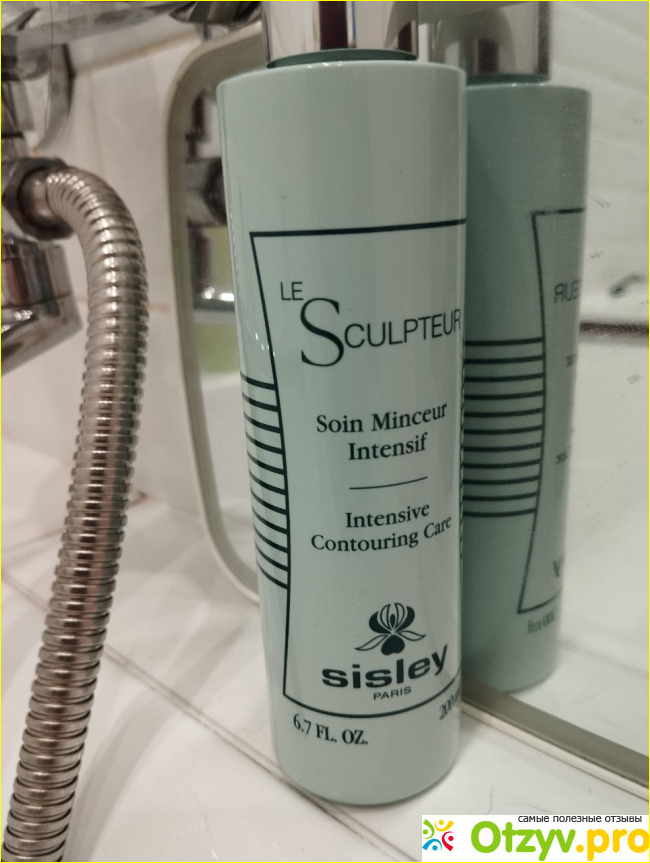 LE
SCULPTEUR
Soin Minceur
Intensif
Intensive
Contouring Care
sisley
PARIS
6.7 FL. OZ.
200
самые полезные отзывы
Otzyv.pro